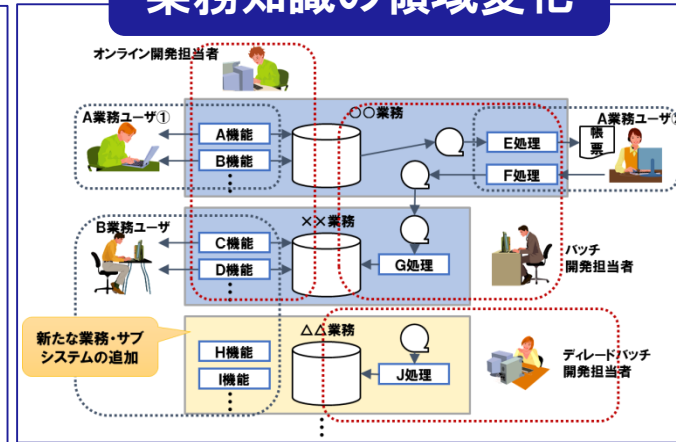 業務知識の領域変化
オンライン開発担当者
〇〇業務
A業務ユーザ①
A業務ユーザ
A機能
B機能
E処理
F処理
帳
票
××業務
B業務ユーザ
C機能
D機能
G処理
バッチ
開発担当者
新たな業務・サブ
システムの追加
△△業務
H機能
I機能
J処理
ディレードバッチ
開発担当者